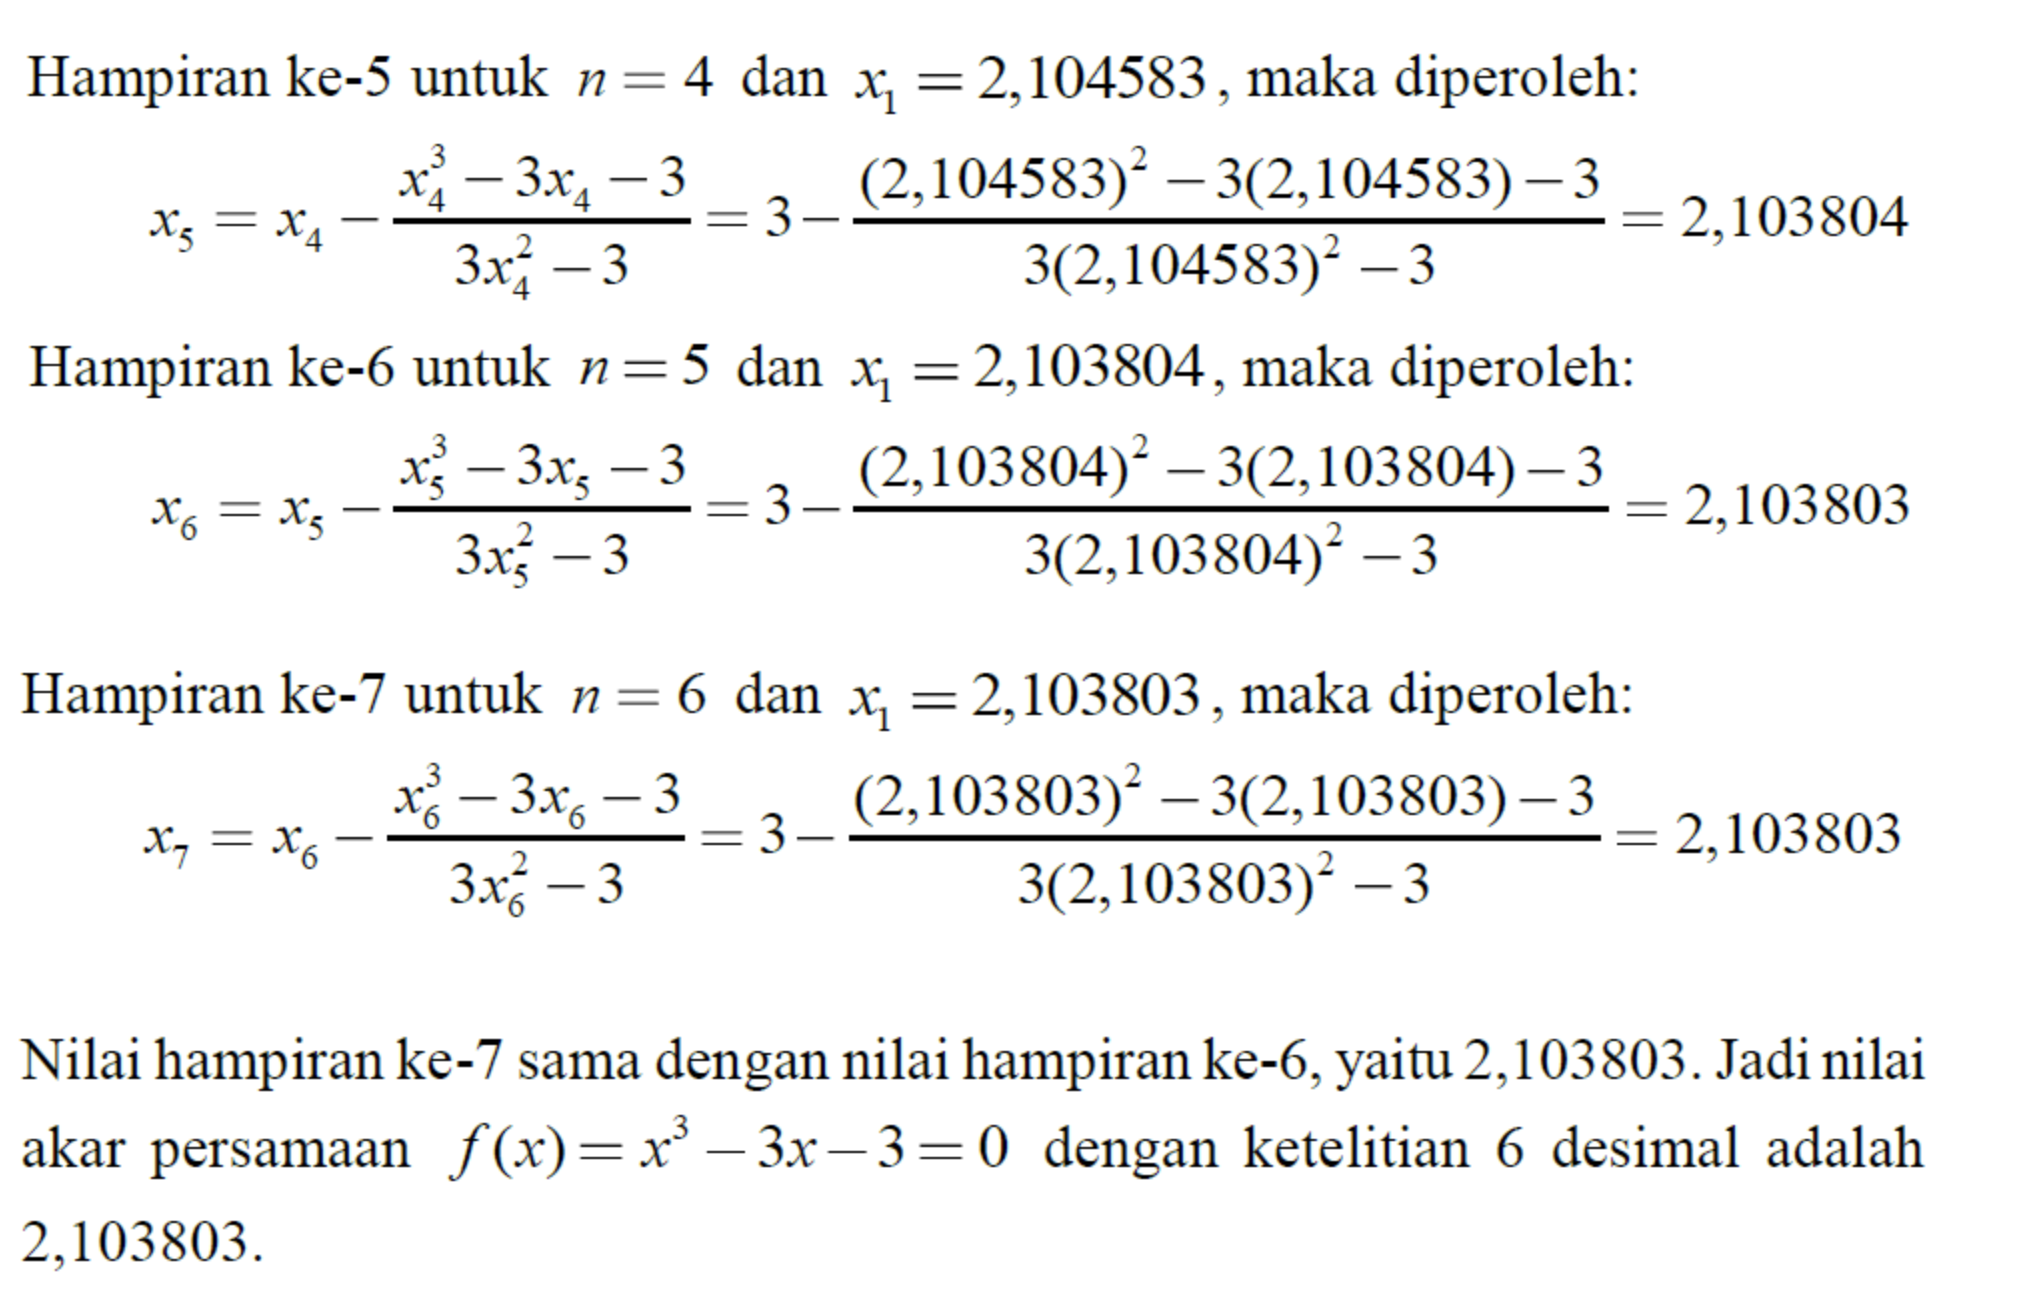 Hampiran ke-5 untuk n = 4 dan x₁ = 2,104583, maka diperoleh:
x₅ = x₄ − (x₄³ − 3x₄ − 3)/(3x₄² − 3) = 3 − ((2,104583)² − 3(2,104583) − 3)/(3(2,104583)² − 3) = 2,103804
Hampiran ke-6 untuk n = 5 dan x₁ = 2,103804, maka diperoleh:
x₆ = x₅ − (x₅³ − 3x₅ − 3)/(3x₅² − 3) = 3 − ((2,103804)² − 3(2,103804) − 3)/(3(2,103804)² − 3) = 2,103803
Hampiran ke-7 untuk n = 6 dan x₁ = 2,103803, maka diperoleh:
x₇ = x₆ − (x₆³ − 3x₆ − 3)/(3x₆² − 3) = 3 − ((2,103803)² − 3(2,103803) − 3)/(3(2,103803)² − 3) = 2,103803
Nilai hampiran ke-7 sama dengan nilai hampiran ke-6, yaitu 2,103803. Jadi nilai
akar persamaan f(x) = x³ − 3x − 3 = 0 dengan ketelitian 6 desimal adalah
2,103803.